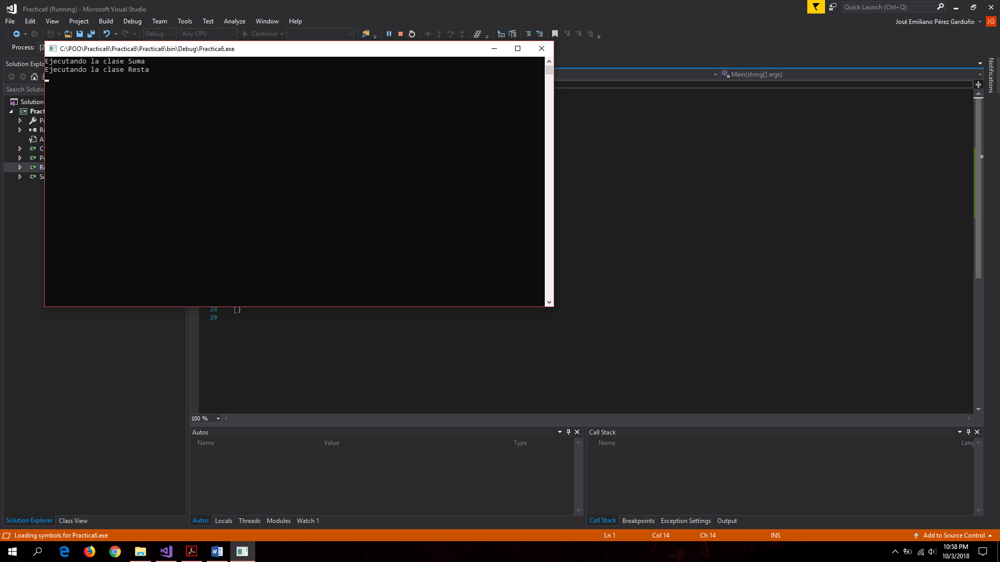 Practica6 (Running) - Microsoft Visual Studio
Quick Launch (Ctrl+Q)
File Edit View Project Build Debug Team Tools Test Analyze Window Help
José Emiliano Pérez Garduño JG
Debug Any CPU Continue
Process: [2
C:\POO\Practica6\Practica6\Practica6\bin\Debug\Practica6.exe
Ejecutando la clase Suma
Ejecutando la clase Resta
Solution Explo
Search Solutio
Solution
C# Pract
P
R
A
C# C
C# P
C# R
C# S
Main(string[] args)
Notifications
28 }
29
100 %
Autos
Name Value Type
Call Stack
Name Lang
Solution Explorer Class View
Autos Locals Threads Modules Watch 1
Call Stack Breakpoints Exception Settings Output
Loading symbols for Practica6.exe
Ln 1 Col 14 Ch 14 INS
Add to Source Control
10:58 PM
10/3/2018